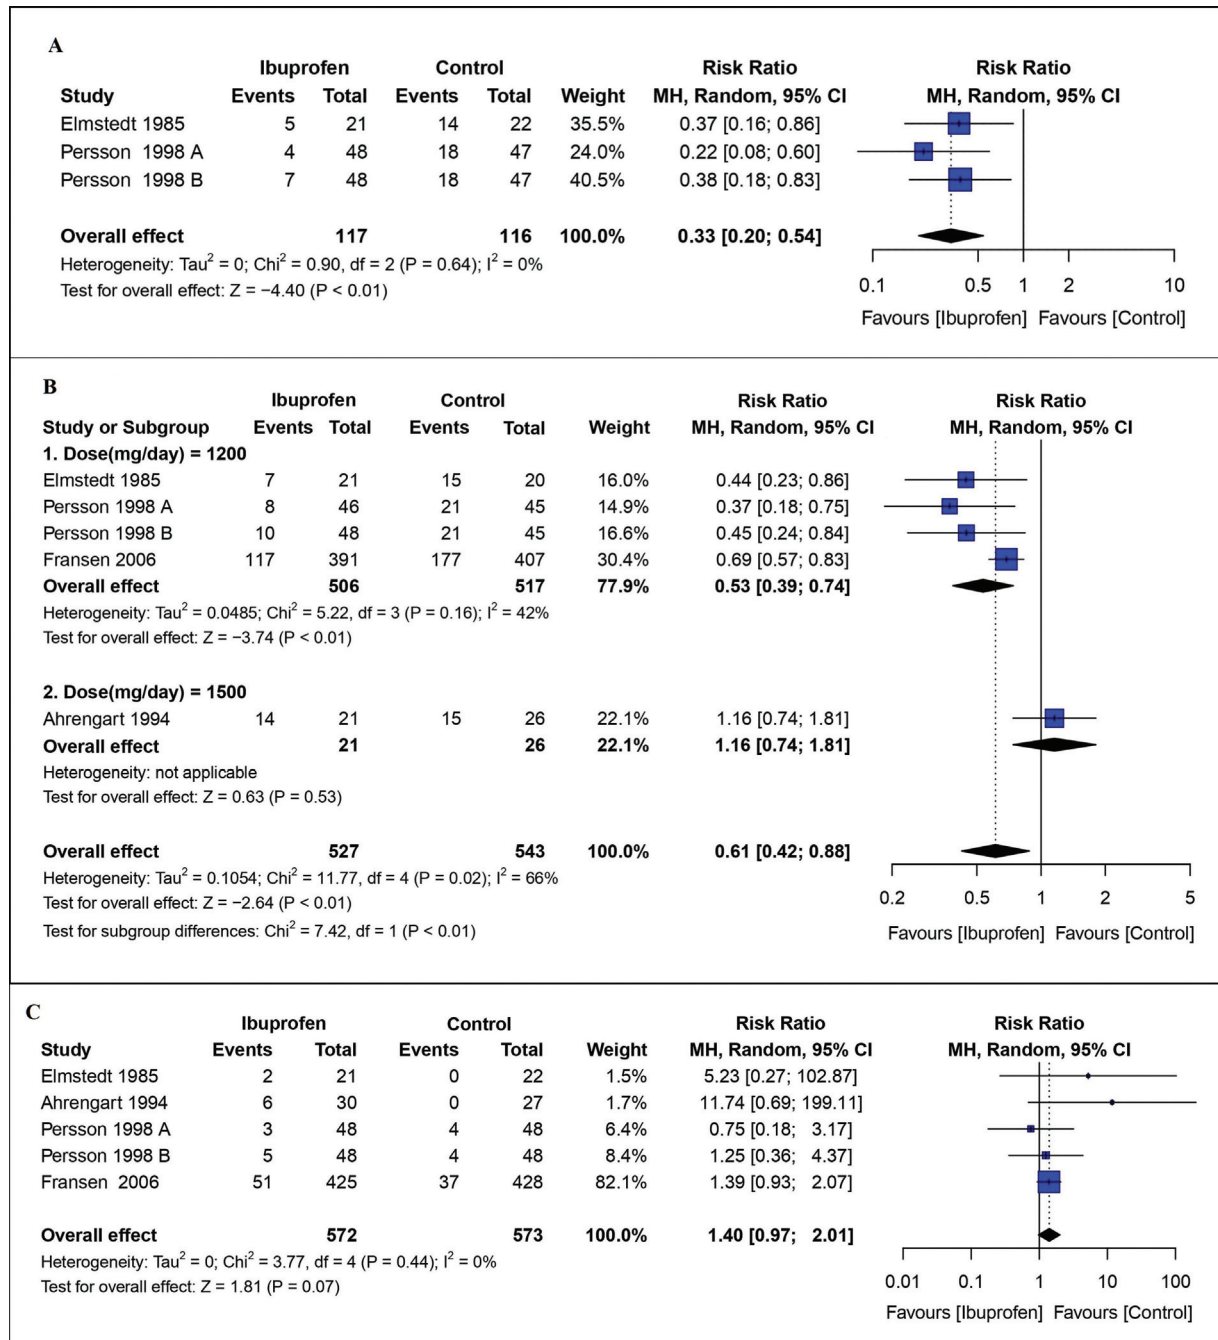 A
Ibuprofen Control Risk Ratio Risk Ratio
Study Events Total Events Total Weight MH, Random, 95% CI MH, Random, 95% CI
Elmstedt 1985 5 21 14 22 35.5% 0.37 [0.16; 0.86]
Persson 1998 A 4 48 18 47 24.0% 0.22 [0.08; 0.60]
Persson 1998 B 7 48 18 47 40.5% 0.38 [0.18; 0.83]
Overall effect 117 116 100.0% 0.33 [0.20; 0.54]
Heterogeneity: Tau² = 0; Chi² = 0.90, df = 2 (P = 0.64); I² = 0%
Test for overall effect: Z = −4.40 (P < 0.01)
0.1 0.5 1 2 10
Favours [Ibuprofen] Favours [Control]
B
Ibuprofen Control Risk Ratio Risk Ratio
Study or Subgroup Events Total Events Total Weight MH, Random, 95% CI MH, Random, 95% CI
1. Dose(mg/day) = 1200
Elmstedt 1985 7 21 15 20 16.0% 0.44 [0.23; 0.86]
Persson 1998 A 8 46 21 45 14.9% 0.37 [0.18; 0.75]
Persson 1998 B 10 48 21 45 16.6% 0.45 [0.24; 0.84]
Fransen 2006 117 391 177 407 30.4% 0.69 [0.57; 0.83]
Overall effect 506 517 77.9% 0.53 [0.39; 0.74]
Heterogeneity: Tau² = 0.0485; Chi² = 5.22, df = 3 (P = 0.16); I² = 42%
Test for overall effect: Z = −3.74 (P < 0.01)
2. Dose(mg/day) = 1500
Ahrengart 1994 14 21 15 26 22.1% 1.16 [0.74; 1.81]
Overall effect 21 26 22.1% 1.16 [0.74; 1.81]
Heterogeneity: not applicable
Test for overall effect: Z = 0.63 (P = 0.53)
Overall effect 527 543 100.0% 0.61 [0.42; 0.88]
Heterogeneity: Tau² = 0.1054; Chi² = 11.77, df = 4 (P = 0.02); I² = 66%
Test for overall effect: Z = −2.64 (P < 0.01)
Test for subgroup differences: Chi² = 7.42, df = 1 (P < 0.01)
0.2 0.5 1 2 5
Favours [Ibuprofen] Favours [Control]
C
Ibuprofen Control Risk Ratio Risk Ratio
Study Events Total Events Total Weight MH, Random, 95% CI MH, Random, 95% CI
Elmstedt 1985 2 21 0 22 1.5% 5.23 [0.27; 102.87]
Ahrengart 1994 6 30 0 27 1.7% 11.74 [0.69; 199.11]
Persson 1998 A 3 48 4 48 6.4% 0.75 [0.18; 3.17]
Persson 1998 B 5 48 4 48 8.4% 1.25 [0.36; 4.37]
Fransen 2006 51 425 37 428 82.1% 1.39 [0.93; 2.07]
Overall effect 572 573 100.0% 1.40 [0.97; 2.01]
Heterogeneity: Tau² = 0; Chi² = 3.77, df = 4 (P = 0.44); I² = 0%
Test for overall effect: Z = 1.81 (P = 0.07)
0.01 0.1 1 10 100
Favours [Ibuprofen] Favours [Control]